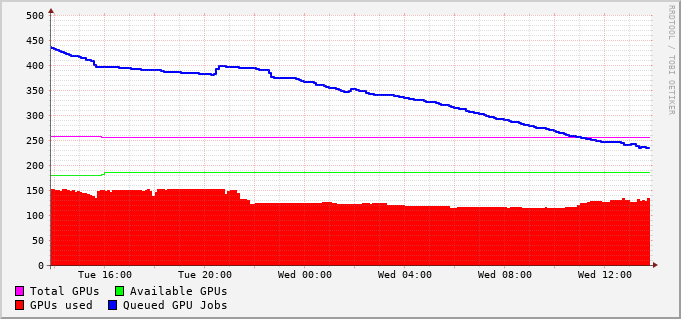 500
450
400
350
300
250
200
150
100
50
0
Tue 16:00 Tue 20:00 Wed 00:00 Wed 04:00 Wed 08:00 Wed 12:00
Total GPUs Available GPUs
GPUs used Queued GPU Jobs
RRDTOOL / TOBI OETIKER